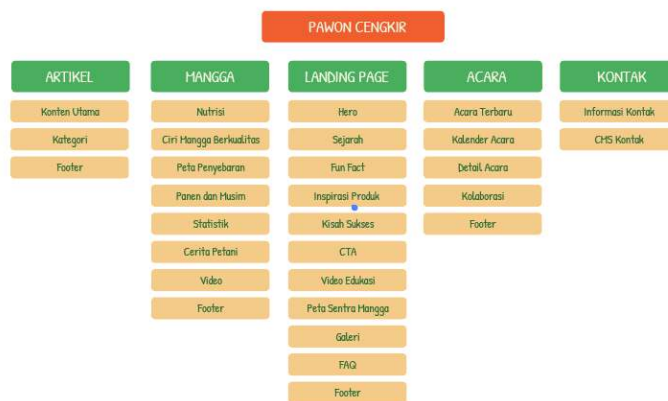 PAWON CENGKIR
ARTIKEL
Konten Utama
Kategori
Footer
MANGGA
Nutrisi
Ciri Mangga Berkualitas
Peta Penyebaran
Panen dan Musim
Statistik
Cerita Petani
Video
Footer
LANDING PAGE
Hero
Sejarah
Fun Fact
Inspirasi Produk
Kisah Sukses
CTA
Video Edukasi
Peta Sentra Mangga
Galeri
FAQ
Footer
ACARA
Acara Terbaru
Kalender Acara
Detail Acara
Kolaborasi
Footer
KONTAK
Informasi Kontak
CMS Kontak